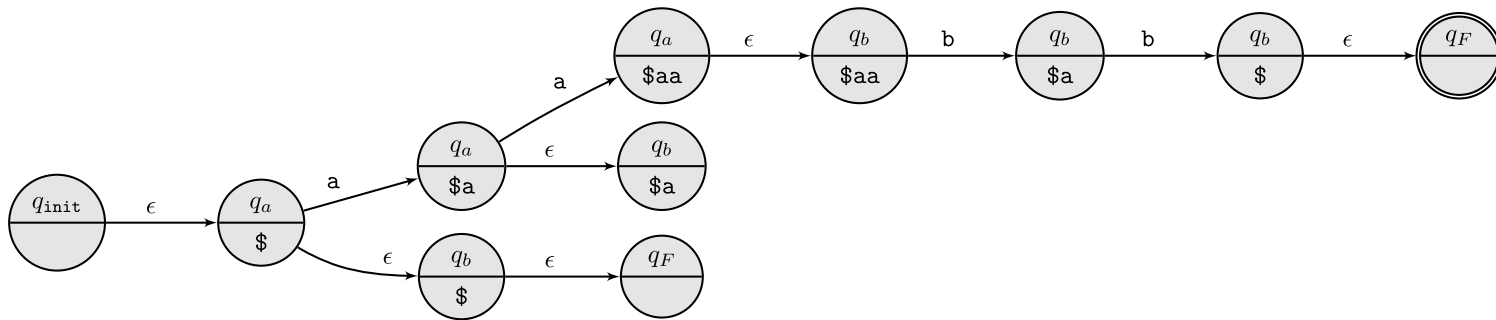 q_a ϵ q_b b q_b b q_b ϵ q_F
$aa $aa $a $
a
q_a ϵ q_b
$a $a
a
q_init ϵ q_a
$
ϵ q_b ϵ q_F
$